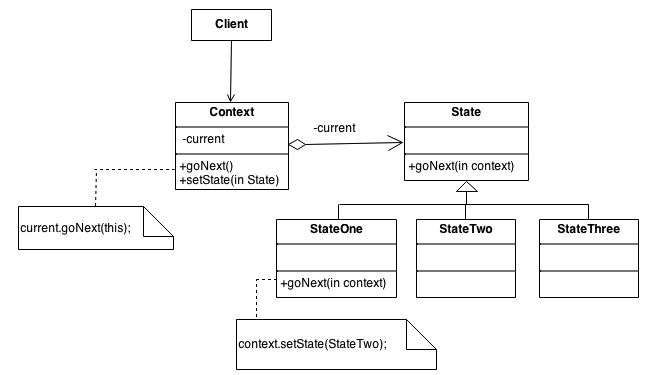 Client
Context
-current
+goNext()
+setState(in State)
-current
State
+goNext(in context)
current.goNext(this);
StateOne
+goNext(in context)
StateTwo
StateThree
context.setState(StateTwo);